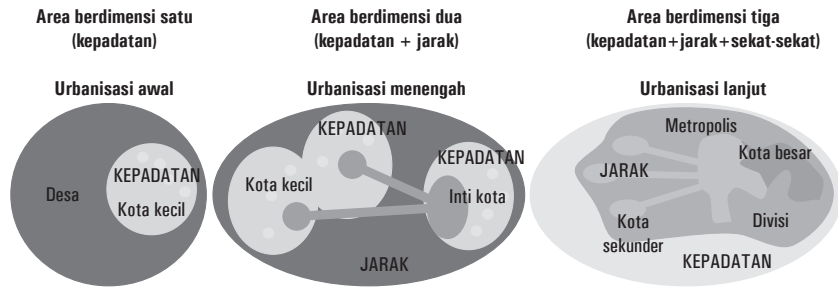 Area berdimensi satu
(kepadatan)
Urbanisasi awal
Desa
KEPADATAN
Kota kecil
Area berdimensi dua
(kepadatan + jarak)
Urbanisasi menengah
KEPADATAN
KEPADATAN
Kota kecil
Inti kota
JARAK
Area berdimensi tiga
(kepadatan+jarak+sekat-sekat)
Urbanisasi lanjut
Metropolis
Kota besar
JARAK
Kota
sekunder
Divisi
KEPADATAN